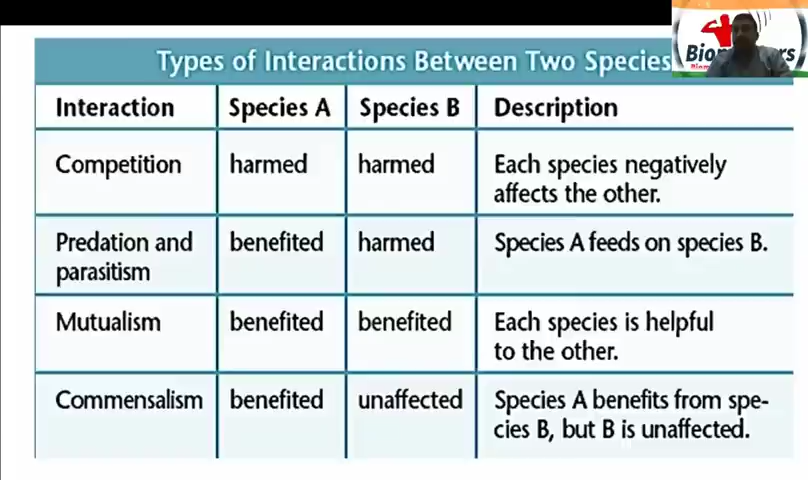 Types of Interactions Between Two Species
Interaction Species A Species B Description
Competition harmed harmed Each species negatively
affects the other.
Predation and benefited harmed Species A feeds on species B.
parasitism
Mutualism benefited benefited Each species is helpful
to the other.
Commensalism benefited unaffected Species A benefits from spe-
cies B, but B is unaffected.